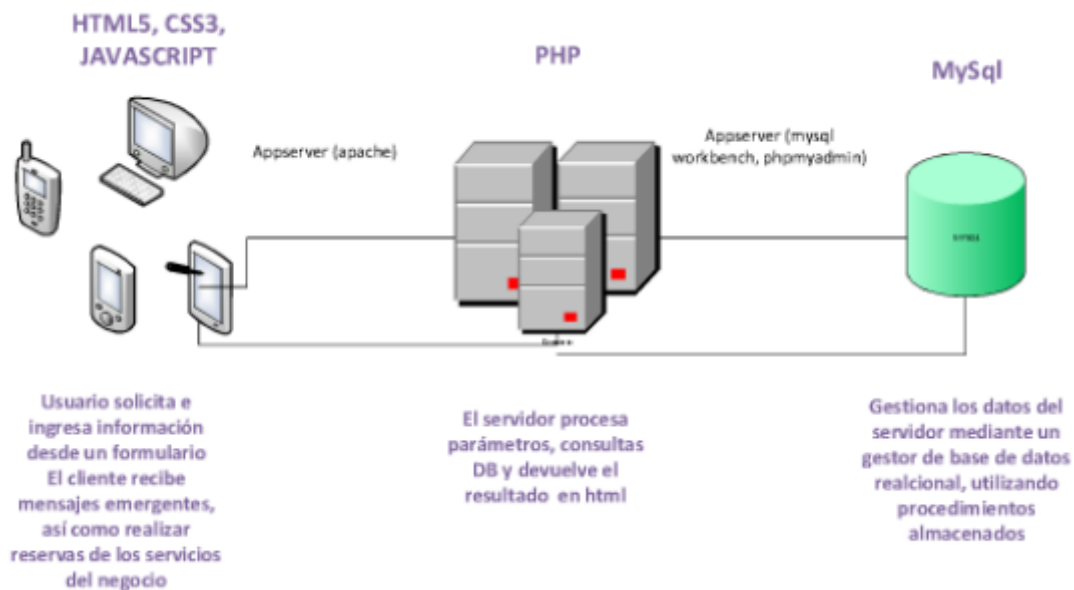 HTML5, CSS3,
JAVASCRIPT
PHP
MySql
Appserver (apache)
Appserver (mysql
workbench, phpmyadmin)
Usuario solicita e
ingresa información
desde un formulario
El cliente recibe
mensajes emergentes,
así como realizar
reservas de los servicios
del negocio
El servidor procesa
parámetros, consultas
DB y devuelve el
resultado en html
Gestiona los datos del
servidor mediante un
gestor de base de datos
realcional, utilizando
procedimientos
almacenados